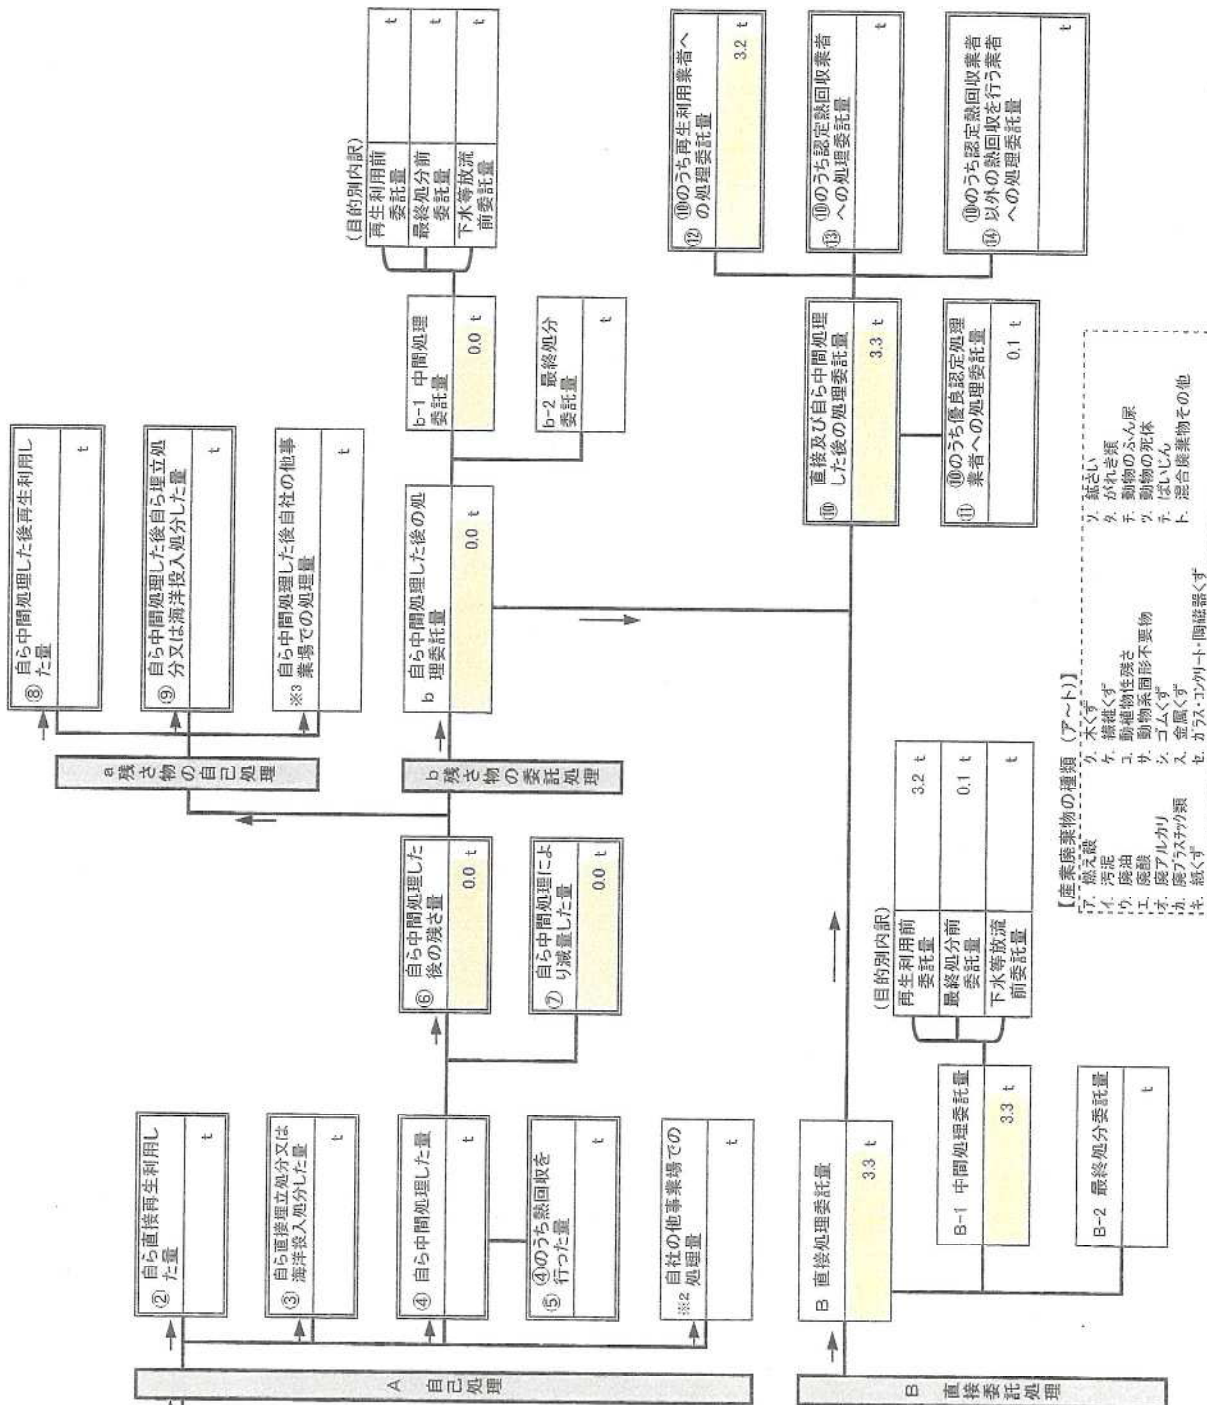 A 自己処理
② 自ら直接再生利用し
た量
t
③ 自ら直接埋立処分又は
海洋投入処分した量
t
④ 自ら中間処理した量
t
⑤ ④のうち熱回収を
行った量
t
※2 自社の他事業場での
処理量
t
⑥ 自ら中間処理した
後の残さ量
0.0 t
⑦ 自ら中間処理によ
り減量した量
0.0 t
a 残さ物の自己処理
⑧ 自ら中間処理した後再生利用し
た量
t
⑨ 自ら中間処理した後自ら埋立処
分又は海洋投入処分した量
t
※3 自ら中間処理した後自社の他事
業場での処理量
t
b 残さ物の委託処理
b 自ら中間処理した後の処
理委託量
0.0 t
b-1 中間処理
委託量
0.0 t
b-2 最終処分
委託量
t
(目的別内訳)
再生利用前
委託量
t
最終処分前
委託量
t
下水等放流
前委託量
t
B 直接委託処理
B 直接処理委託量
3.3 t
B-1 中間処理委託量
3.3 t
B-2 最終処分委託量
t
(目的別内訳)
再生利用前
委託量
3.2 t
最終処分前
委託量
0.1 t
下水等放流
前委託量
t
⑩ 直接及び自ら中間処理
した後の処理委託量
3.3 t
⑪ ⑩のうち優良認定処理
業者への処理委託量
0.1 t
⑫ ⑩のうち再生利用業者へ
の処理委託量
3.2 t
⑬ ⑩のうち認定熱回収業者
への処理委託量
t
⑭ ⑩のうち認定熱回収業者
以外の熱回収を行う業者
への処理委託量
t
【産業廃棄物の種類 (ア～ト)】
ア. 燃え殻 ク. 木くず ソ. 鉱さい
イ. 汚泥 ケ. 繊維くず タ. がれき類
ウ. 廃油 コ. 動植物性残さ チ. 動物のふん尿
エ. 廃酸 サ. 動物系固形不要物 ツ. 動物の死体
オ. 廃アルカリ シ. ゴムくず テ. ばいじん
カ. 廃プラスチック類 ス. 金属くず ト. 混合廃棄物その他
キ. 紙くず セ. ガラス・コンクリート・陶磁器くず